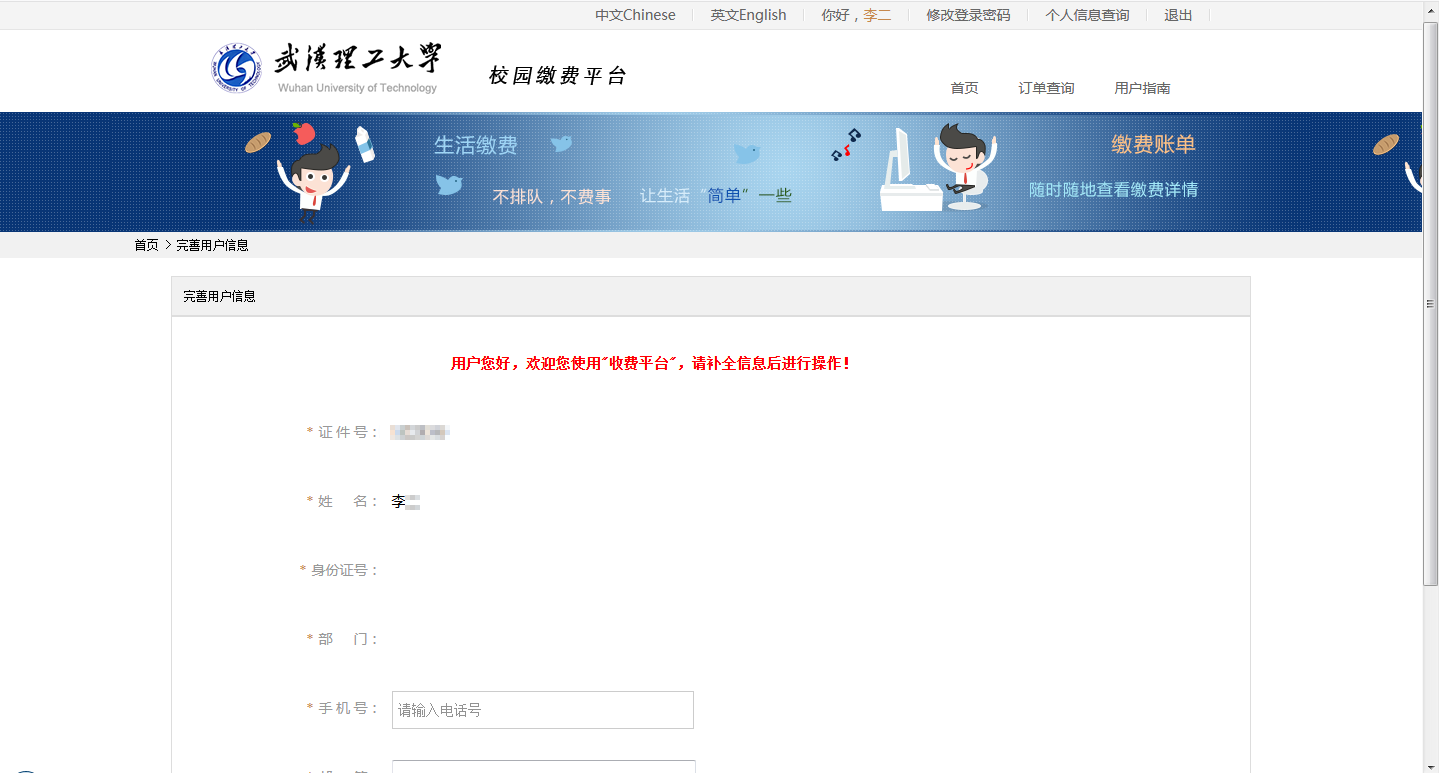 中文Chinese 英文English 你好，李二 修改登录密码 个人信息查询 退出
武漢理工大學
Wuhan University of Technology
校园缴费平台
首页 订单查询 用户指南
生活缴费
不排队，不费事 让生活“简单”一些
缴费账单
随时随地查看缴费详情
首页 > 完善用户信息
完善用户信息
用户您好，欢迎您使用"收费平台"，请补全信息后进行操作！
* 证件号：
* 姓 名： 李
* 身份证号：
* 部 门：
* 手机号： 请输入电话号